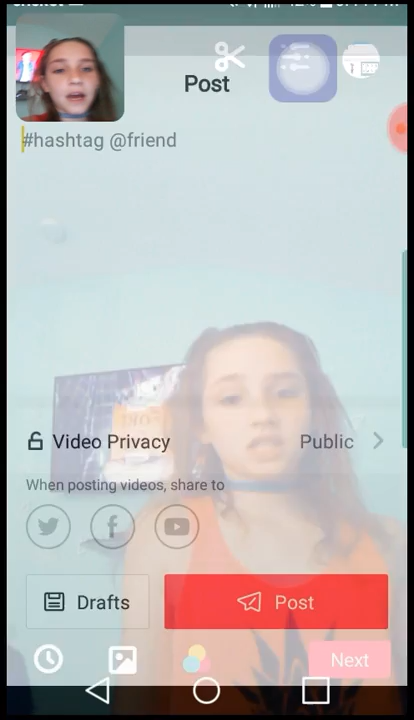 Post
#hashtag @friend
Video Privacy
Public
When posting videos, share to
Drafts
Post
Next